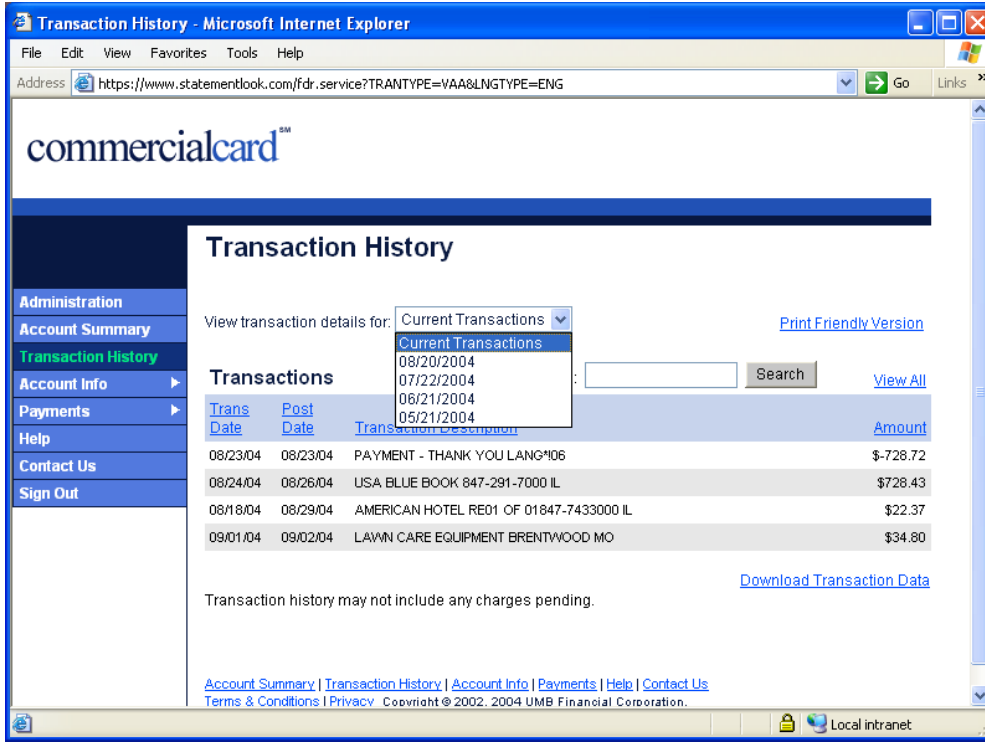 Transaction History - Microsoft Internet Explorer
File Edit View Favorites Tools Help
Address https://www.statementlook.com/fdr.service?TRANTYPE=VAA&LNGTYPE=ENG Go Links »
commercialcard℠
Transaction History
Administration
Account Summary
Transaction History
Account Info
Payments
Help
Contact Us
Sign Out
View transaction details for: Current Transactions Print Friendly Version
Current Transactions
08/20/2004
07/22/2004
06/21/2004
05/21/2004
Transactions : Search View All
Trans Date Post Date Transaction Description Amount
08/23/04 08/23/04 PAYMENT - THANK YOU LANG*!06 $-728.72
08/24/04 08/26/04 USA BLUE BOOK 847-291-7000 IL $728.43
08/18/04 08/29/04 AMERICAN HOTEL RE01 OF 01847-7433000 IL $22.37
09/01/04 09/02/04 LAWN CARE EQUIPMENT BRENTWOOD MO $34.80
Download Transaction Data
Transaction history may not include any charges pending.
Account Summary | Transaction History | Account Info | Payments | Help | Contact Us
Terms & Conditions | Privacy Copyright © 2002, 2004 UMB Financial Corporation.
Local intranet